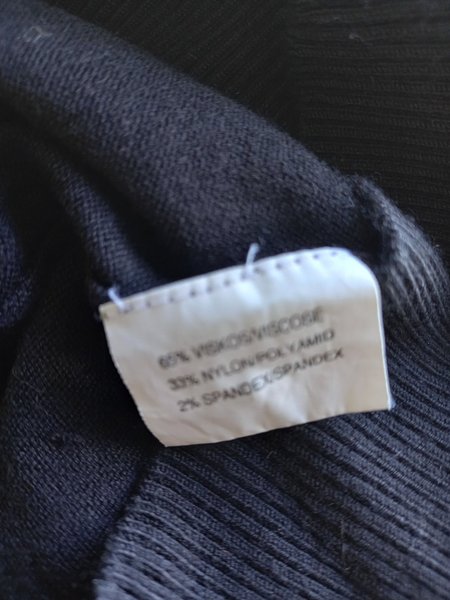 65% VISKOS/VISCOSE
33% NYLON/POLYAMID
2% SPANDEX,SPANDEX